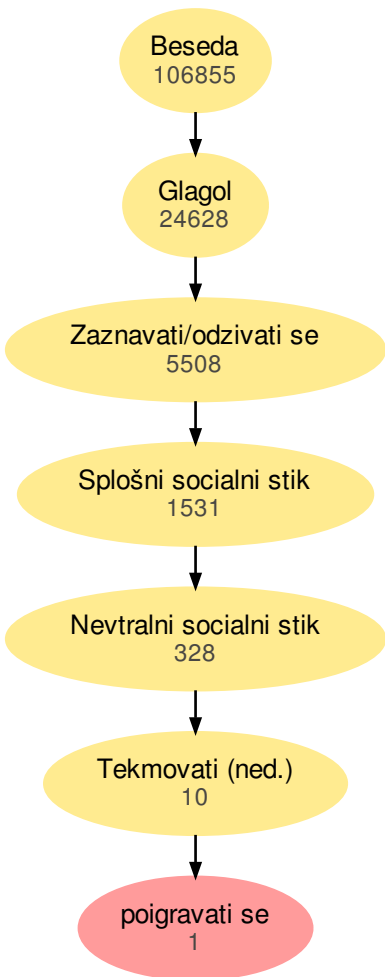 Beseda
106855
Glagol
24628
Zaznavati/odzivati se
5508
Splošni socialni stik
1531
Nevtralni socialni stik
328
Tekmovati (ned.)
10
poigravati se
1